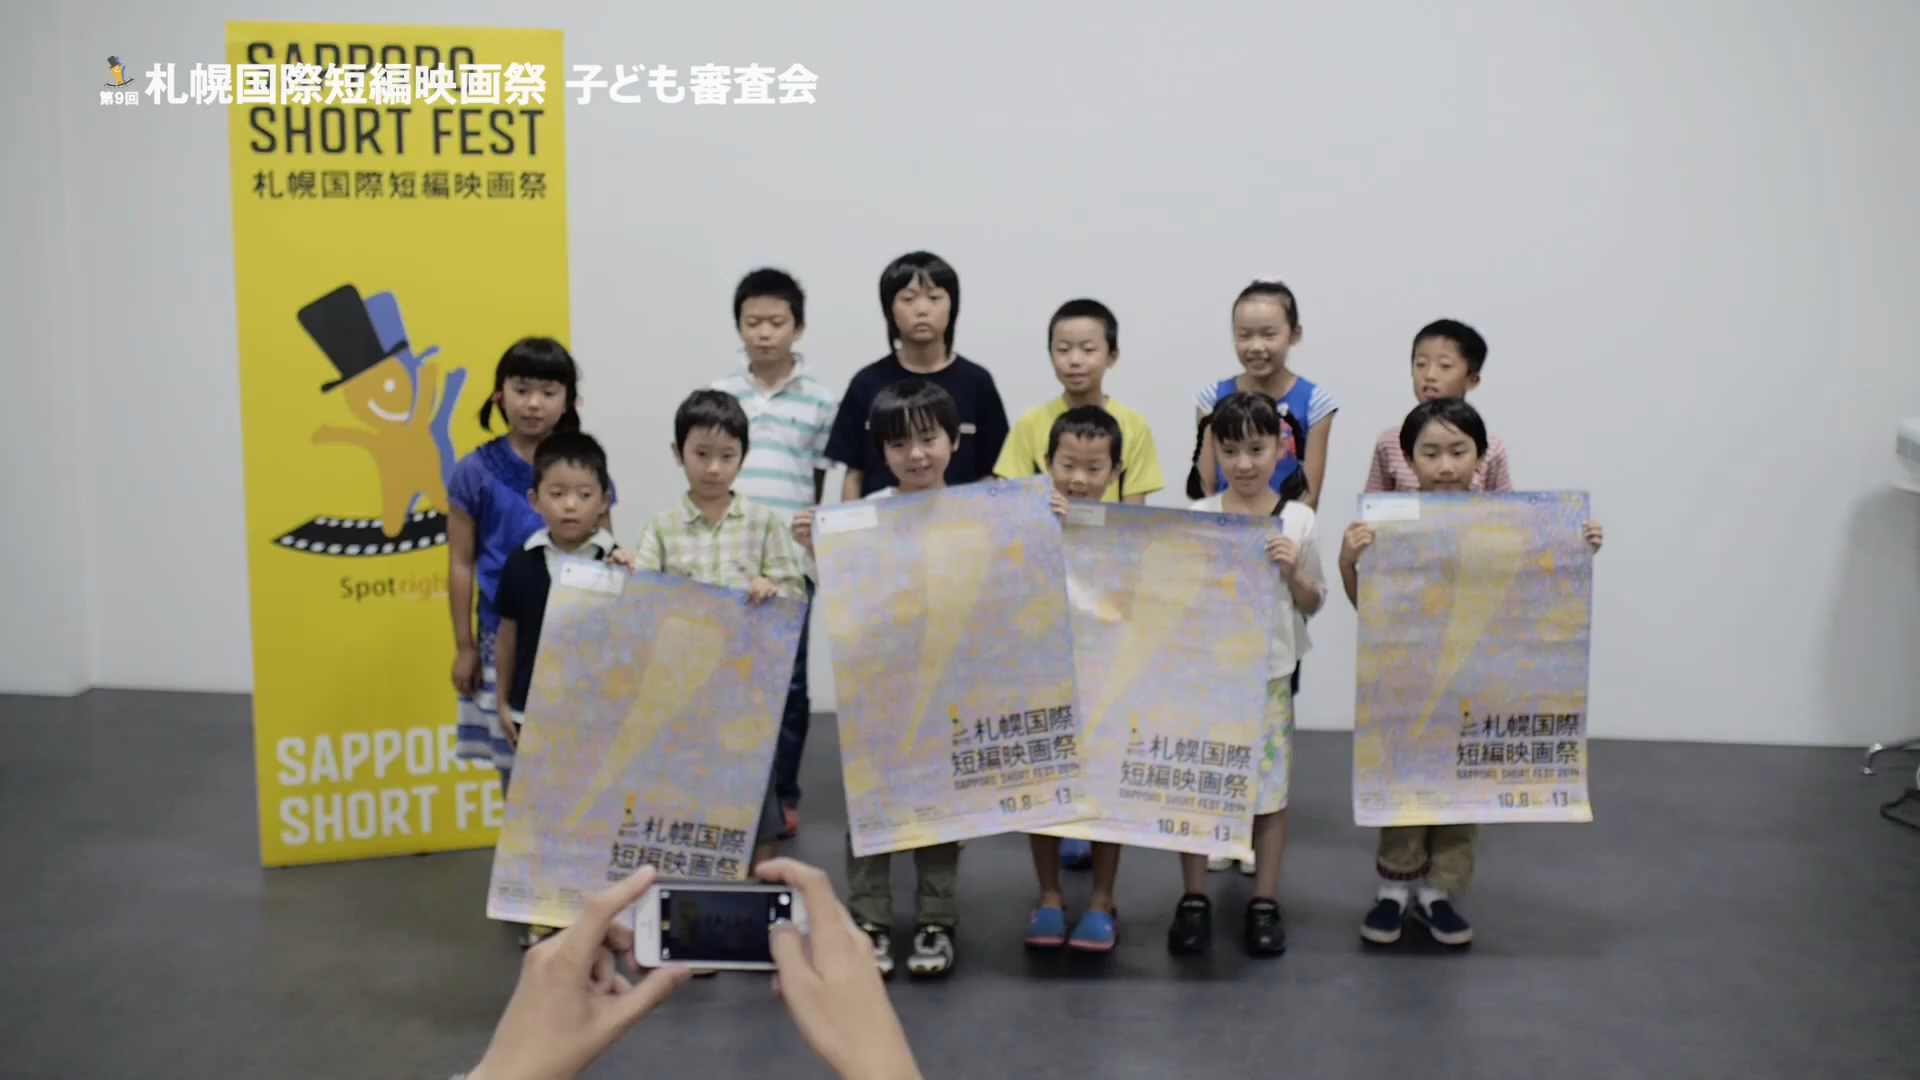 第9回 札幌国際短編映画祭 子ども審査会
SAPPORO
SHORT FEST
札幌国際短編映画祭
Spotrigh
SAPPORO
SHORT FE
札幌国際
短編映画祭
札幌国際
短編映画祭
SAPPORO SHORT FEST 2014
10.8 - 13
札幌国際
短編映画祭
SAPPORO SHORT FEST 2014
10.8 - 13
札幌国際
短編映画祭
SAPPORO SHORT FEST 2014
10.8 - 13